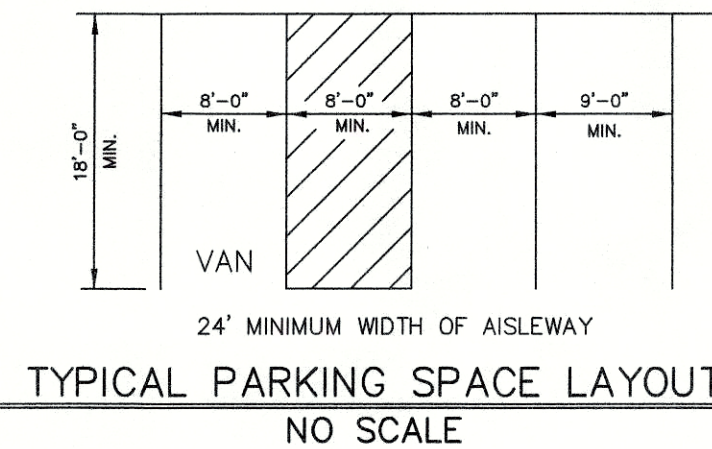 8'-0" 8'-0" 8'-0" 9'-0"
MIN. MIN. MIN. MIN.
18'-0"
MIN.
VAN
24' MINIMUM WIDTH OF AISLEWAY
TYPICAL PARKING SPACE LAYOUT
NO SCALE